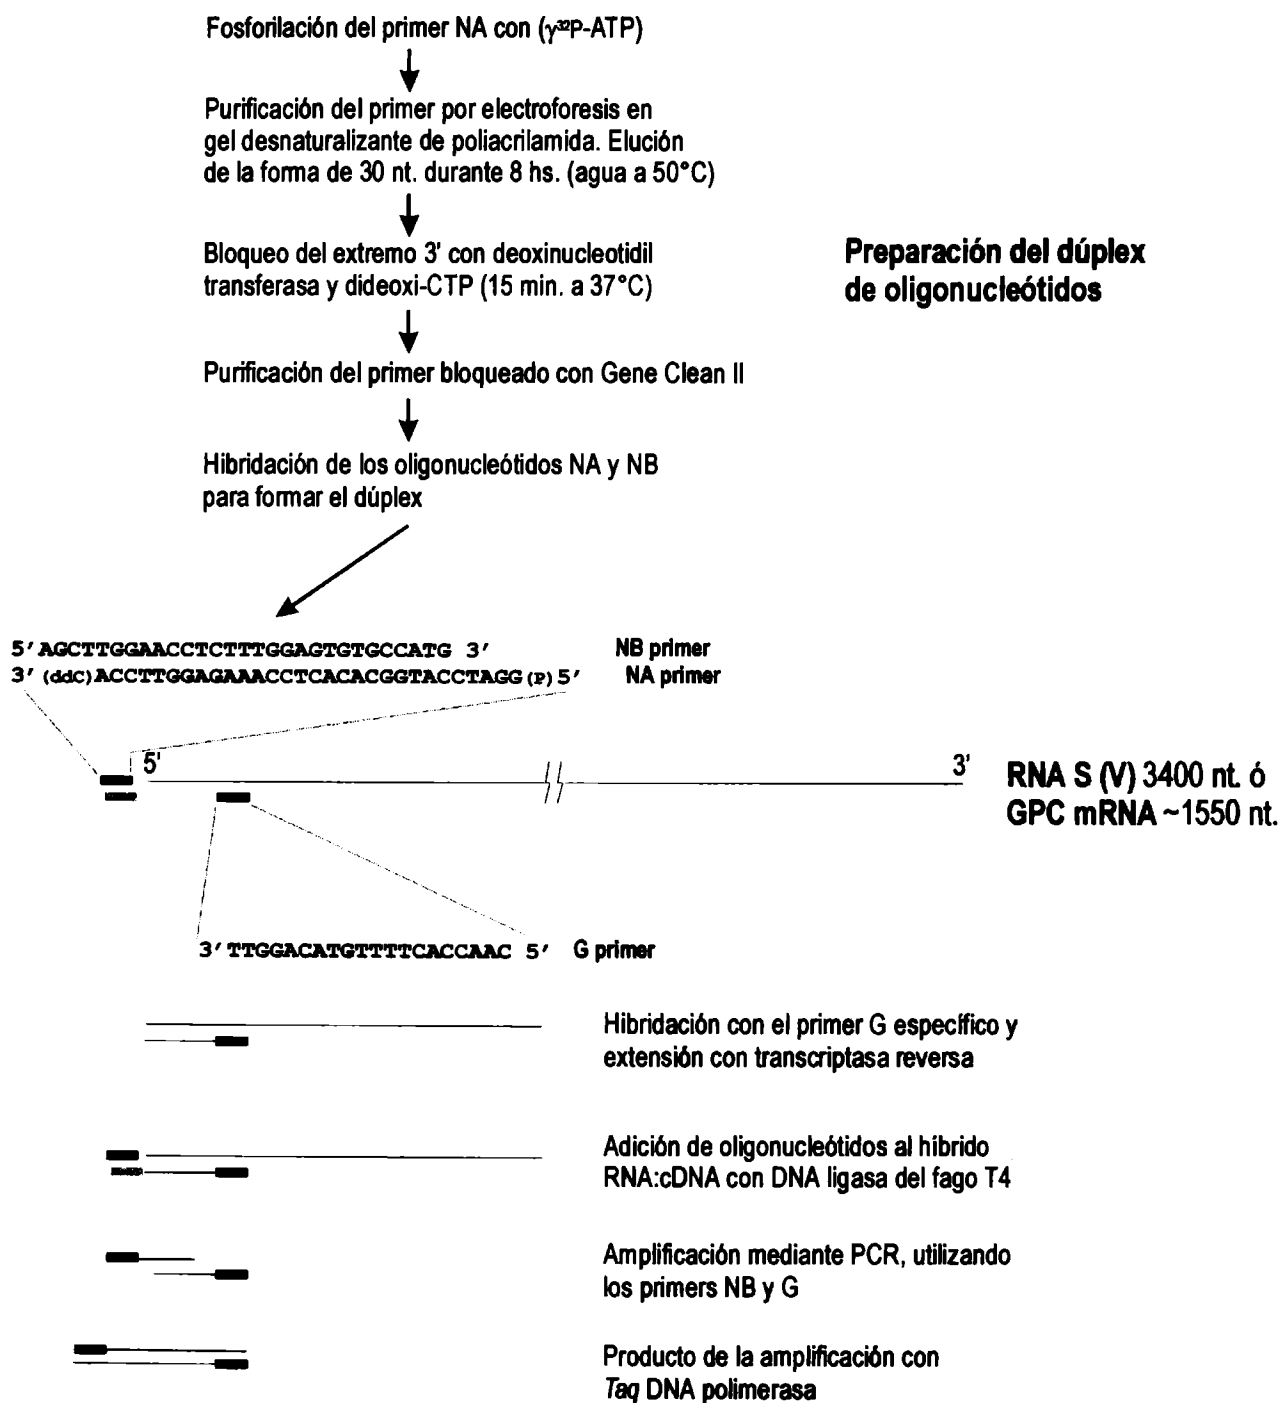 Fosforilación del primer NA con (γ³²P-ATP)
Purificación del primer por electroforesis en
gel desnaturalizante de poliacrilamida. Elución
de la forma de 30 nt. durante 8 hs. (agua a 50°C)
Bloqueo del extremo 3' con deoxinucleotidil
transferasa y dideoxi-CTP (15 min. a 37°C)
Preparación del dúplex
de oligonucleótidos
Purificación del primer bloqueado con Gene Clean II
Hibridación de los oligonucleótidos NA y NB
para formar el dúplex
5'AGCTTGGAACCTCTTTGGAGTGTGCCATG 3' NB primer
3' (ddC)ACCTTGGAGAAACCTCACACGGTACCTAGG(P)5' NA primer
5' 3'
RNA S (V) 3400 nt. ó
GPC mRNA ~1550 nt.
3'TTGGACATGTTTTCACCAAC 5' G primer
Hibridación con el primer G específico y
extensión con transcriptasa reversa
Adición de oligonucleótidos al híbrido
RNA:cDNA con DNA ligasa del fago T4
Amplificación mediante PCR, utilizando
los primers NB y G
Producto de la amplificación con
Taq DNA polimerasa